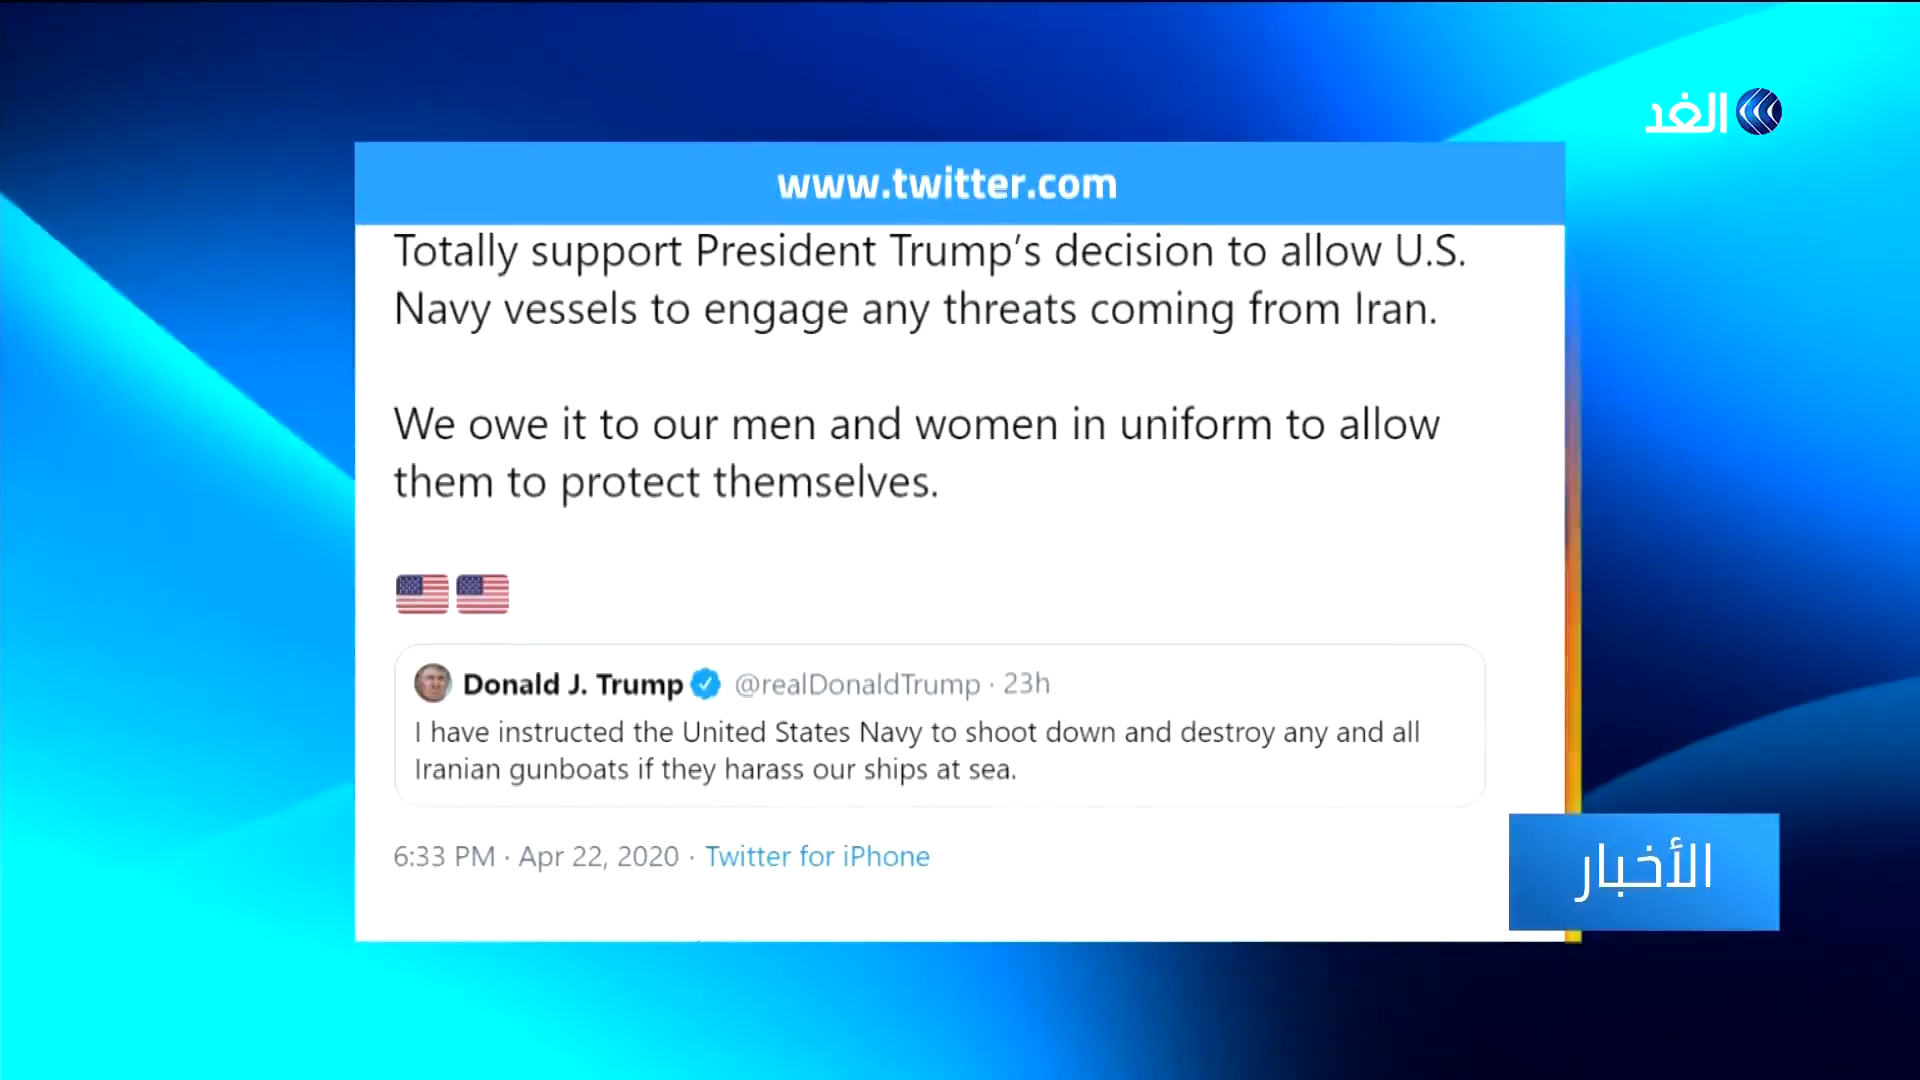 الغد
www.twitter.com
Totally support President Trump’s decision to allow U.S.
Navy vessels to engage any threats coming from Iran.
We owe it to our men and women in uniform to allow
them to protect themselves.
Donald J. Trump @realDonaldTrump · 23h
I have instructed the United States Navy to shoot down and destroy any and all
Iranian gunboats if they harass our ships at sea.
6:33 PM · Apr 22, 2020 · Twitter for iPhone
الأخبار